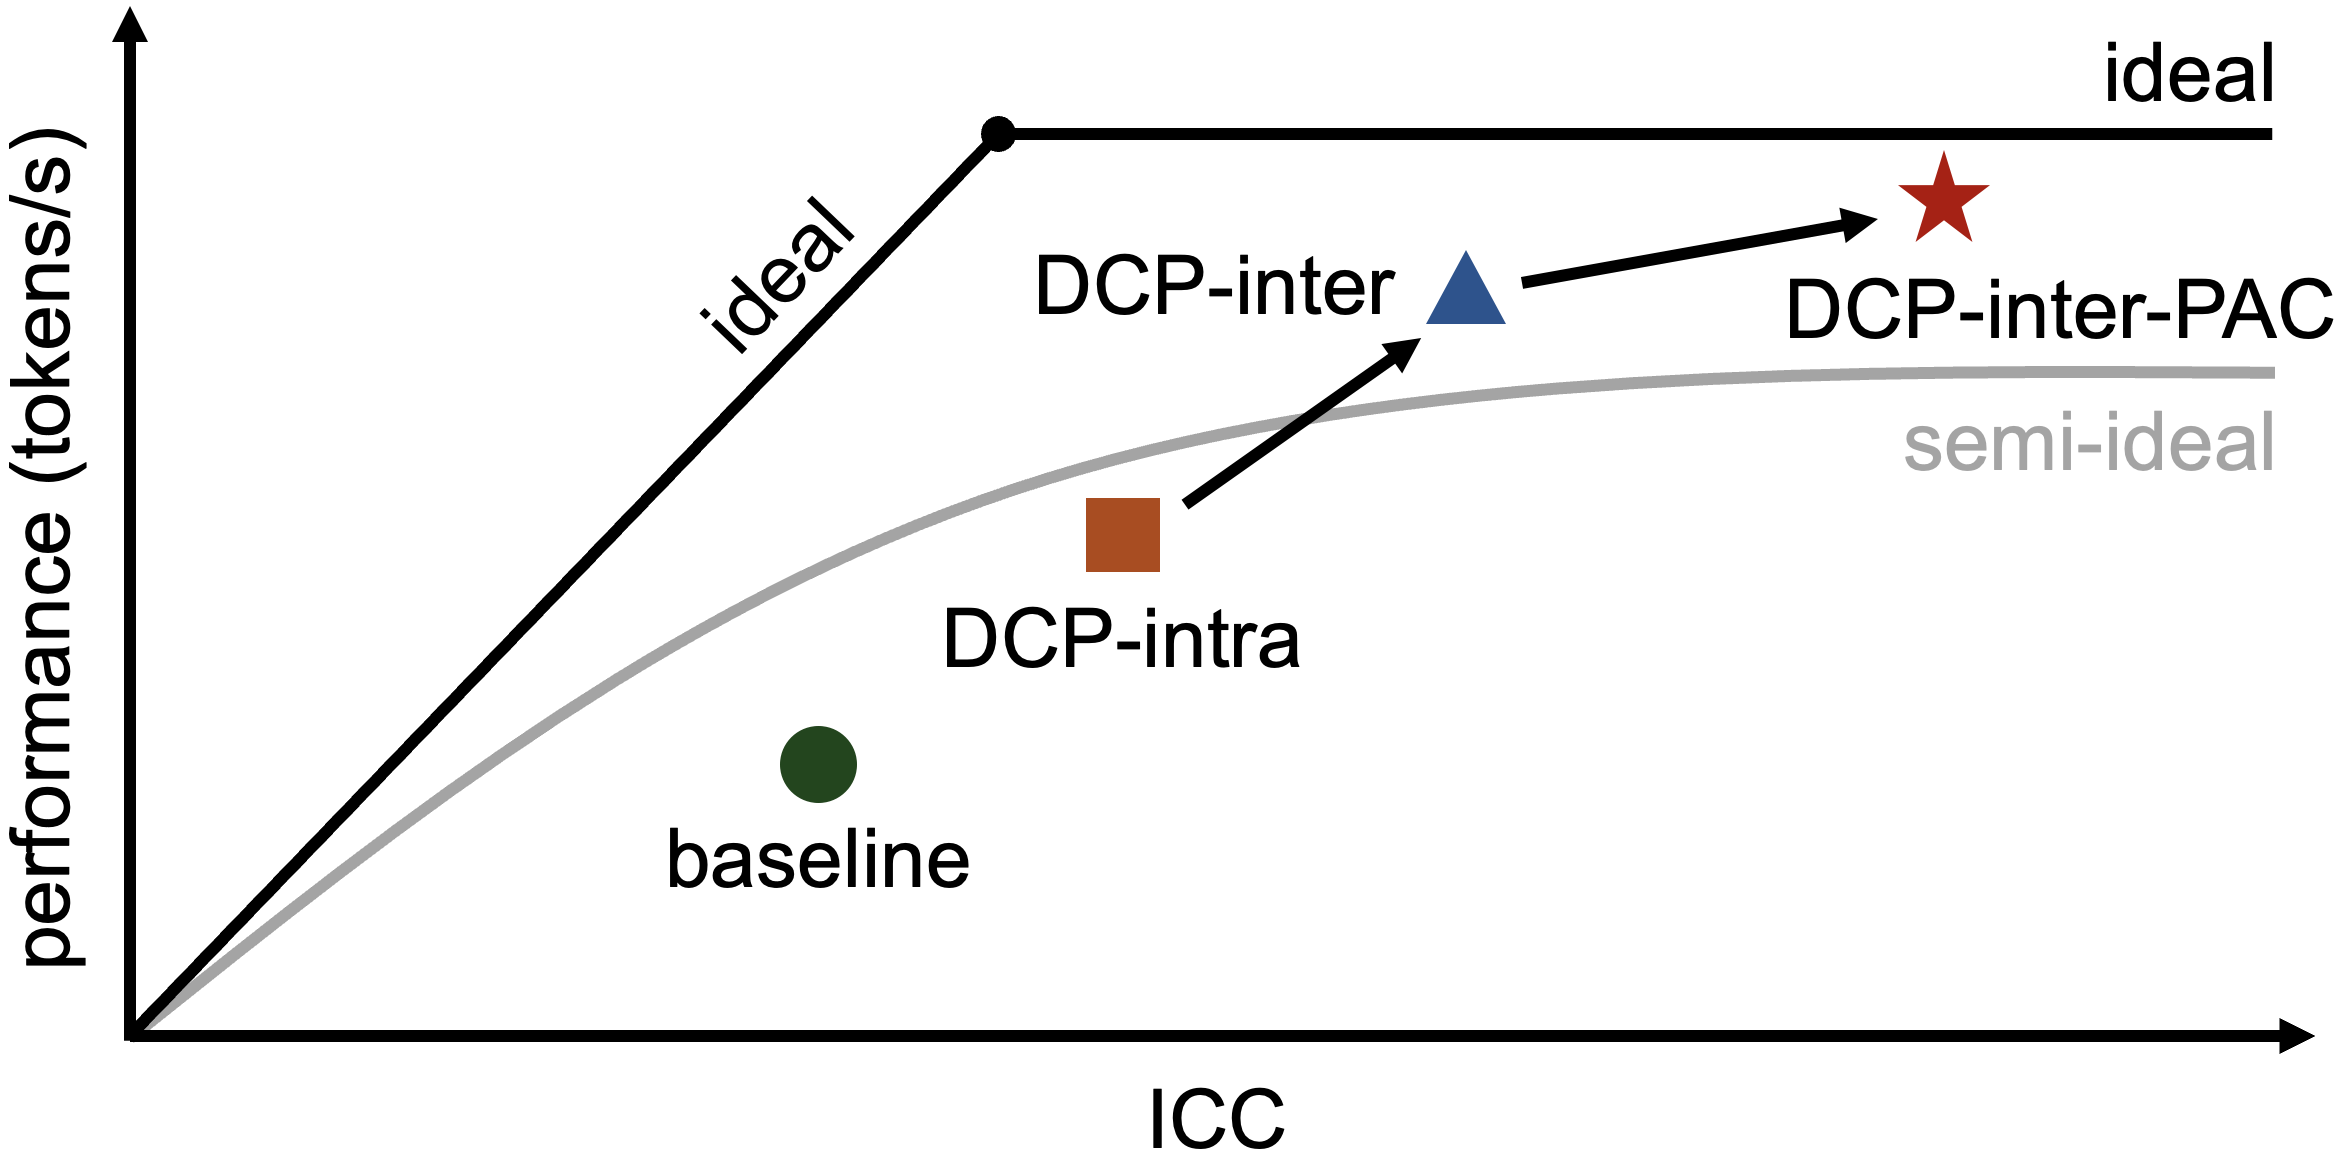 ideal
ideal
DCP-inter
DCP-inter-PAC
semi-ideal
DCP-intra
baseline
performance (tokens/s)
ICC